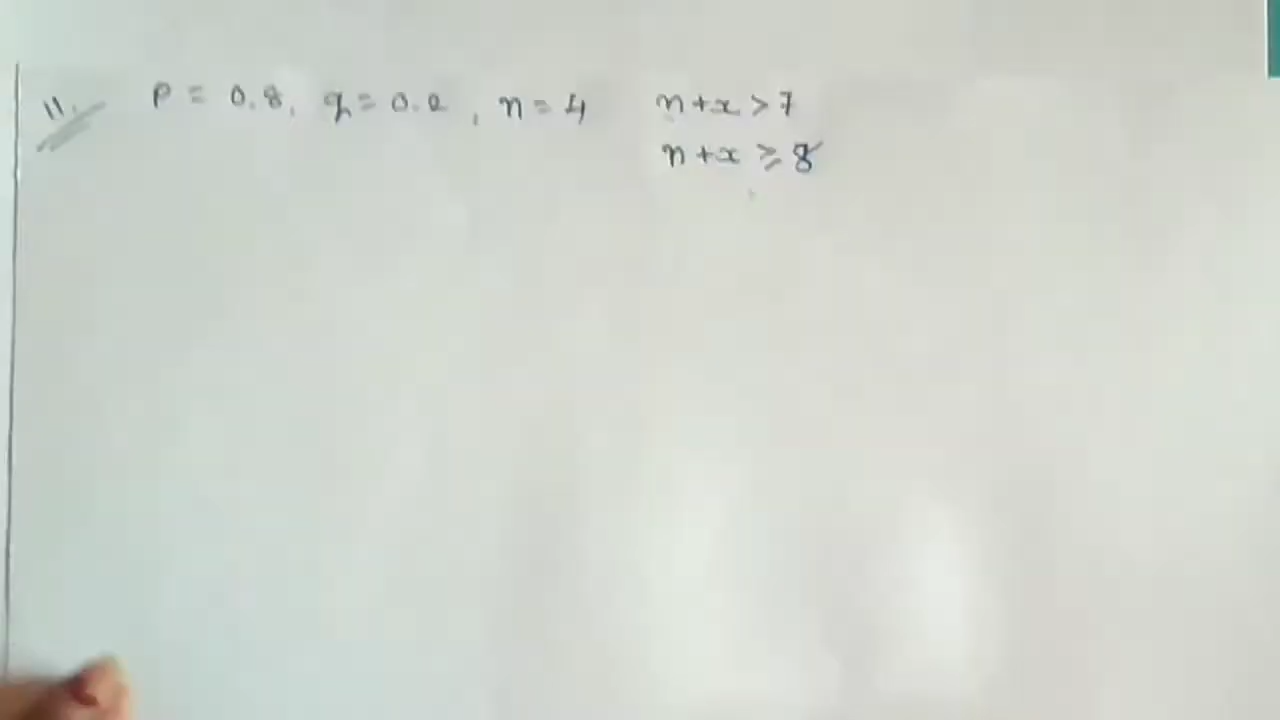 11. P = 0.8, q = 0.2, n = 4 n + x > 7
n + x ≥ 8